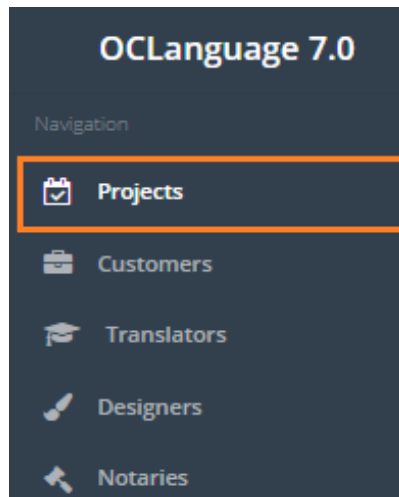 OCLanguage 7.0
Navigation
Projects
Customers
Translators
Designers
Notaries